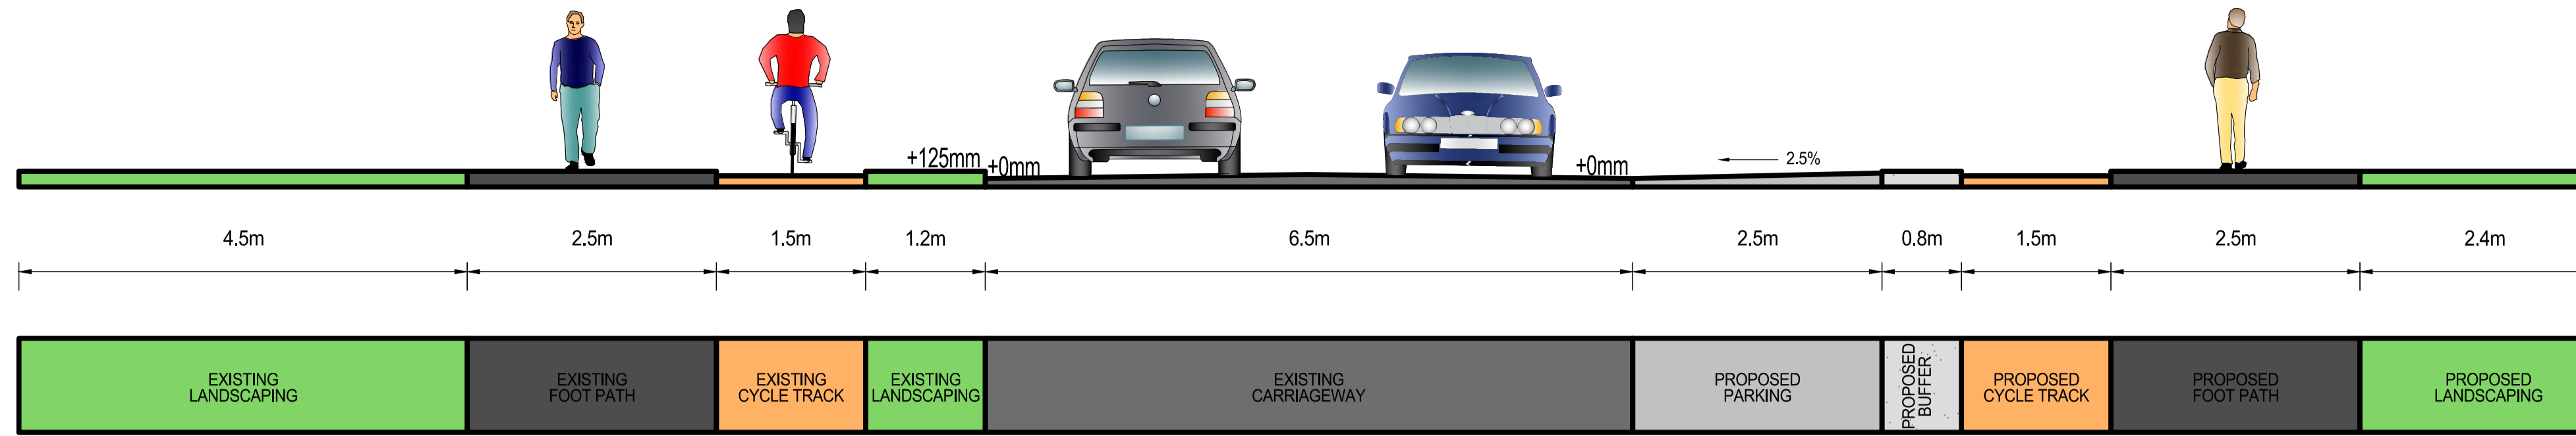 +125mm
+0mm
+0mm
2.5%
4.5m
2.5m
1.5m
1.2m
6.5m
2.5m
0.8m
1.5m
2.5m
2.4m
EXISTING
LANDSCAPING
EXISTING
FOOT PATH
EXISTING
CYCLE TRACK
EXISTING
LANDSCAPING
EXISTING
CARRIAGEWAY
PROPOSED
PARKING
PROPOSED
BUFFER
PROPOSED
CYCLE TRACK
PROPOSED
FOOT PATH
PROPOSED
LANDSCAPING